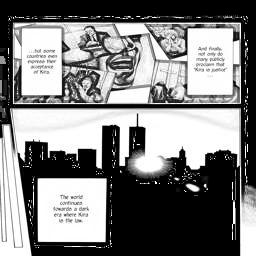 And finally,
not only do
many publicly
proclaim that
"Kira is justice"
...
...but some
countries even
express their
acceptance
of Kira.
The world
continues
towards a dark
era where Kira
is the law.